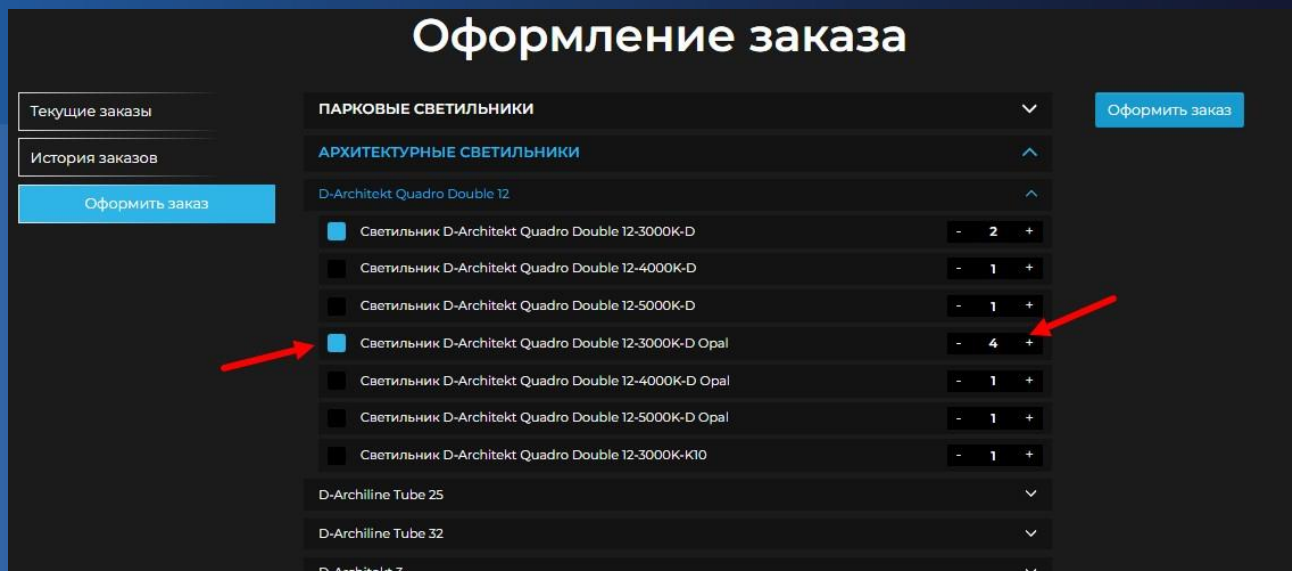 Оформление заказа
Текущие заказы
История заказов
Оформить заказ
ПАРКОВЫЕ СВЕТИЛЬНИКИ
АРХИТЕКТУРНЫЕ СВЕТИЛЬНИКИ
D-Architekt Quadro Double 12
Светильник D-Architekt Quadro Double 12-3000K-D - 2 +
Светильник D-Architekt Quadro Double 12-4000K-D - 1 +
Светильник D-Architekt Quadro Double 12-5000K-D - 1 +
Светильник D-Architekt Quadro Double 12-3000K-D Opal - 4 +
Светильник D-Architekt Quadro Double 12-4000K-D Opal - 1 +
Светильник D-Architekt Quadro Double 12-5000K-D Opal - 1 +
Светильник D-Architekt Quadro Double 12-3000K-K10 - 1 +
D-Archiline Tube 25
D-Archiline Tube 32
D-Architekt 3
Оформить заказ